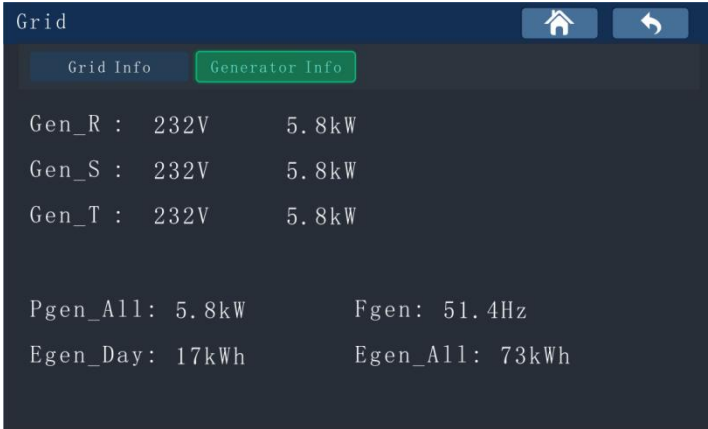 Grid
Grid Info Generator Info
Gen_R : 232V 5.8kW
Gen_S : 232V 5.8kW
Gen_T : 232V 5.8kW
Pgen_All: 5.8kW Fgen: 51.4Hz
Egen_Day: 17kWh Egen_All: 73kWh